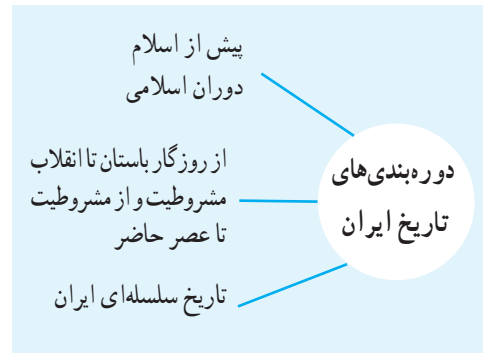 دوره‌بندی‌های
تاریخ ایران
پیش از اسلام
دوران اسلامی
از روزگار باستان تا انقلاب
مشروطیت و از مشروطیت
تا عصر حاضر
تاریخ سلسله‌ای ایران